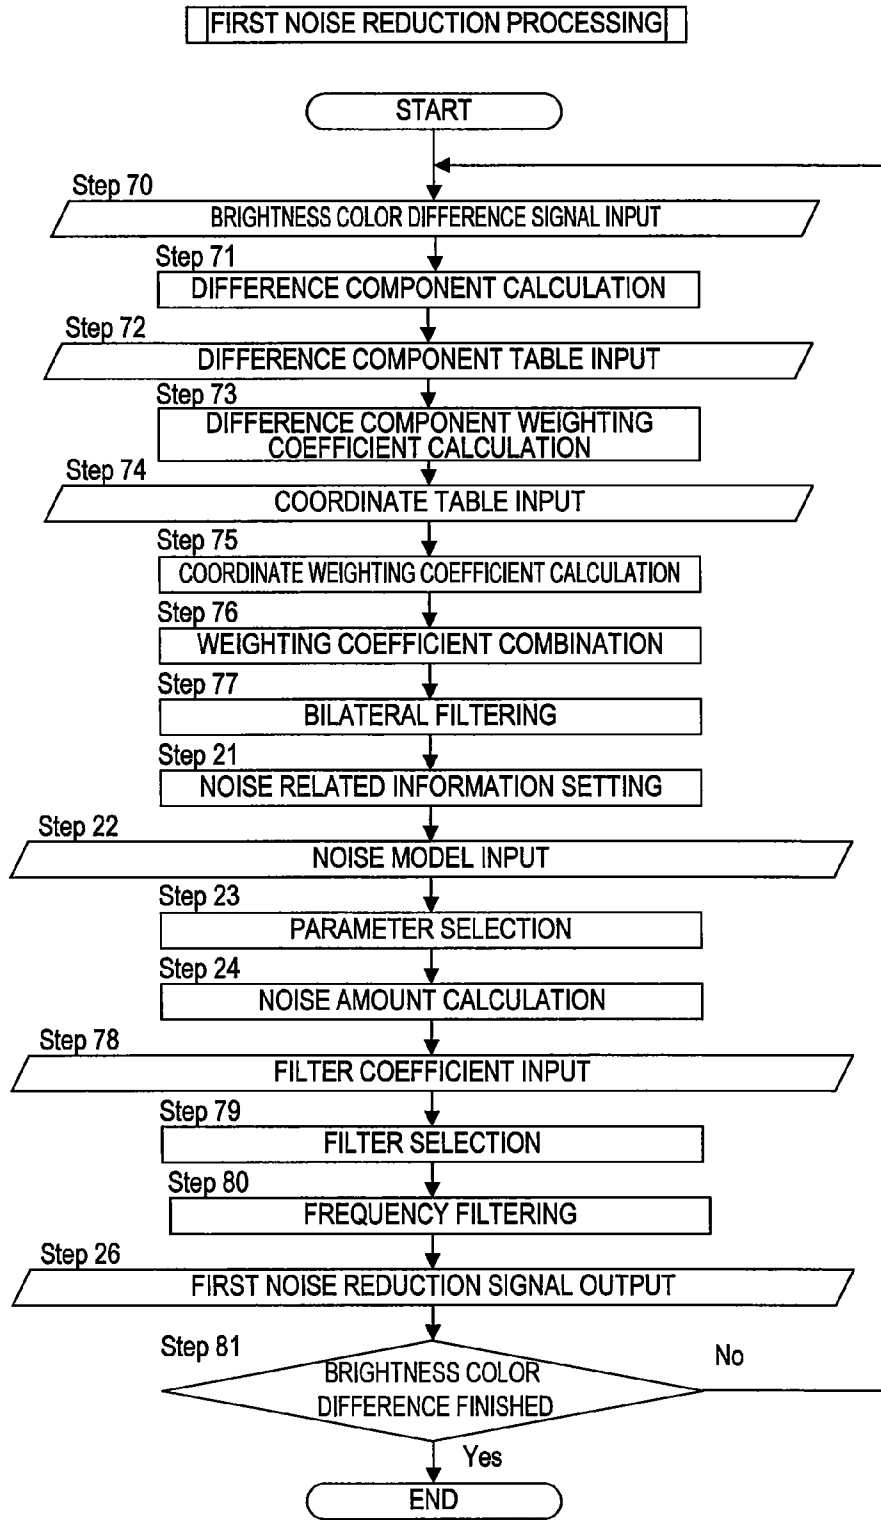 FIRST NOISE REDUCTION PROCESSING
START
Step 70
BRIGHTNESS COLOR DIFFERENCE SIGNAL INPUT
Step 71
DIFFERENCE COMPONENT CALCULATION
Step 72
DIFFERENCE COMPONENT TABLE INPUT
Step 73
DIFFERENCE COMPONENT WEIGHTING
COEFFICIENT CALCULATION
Step 74
COORDINATE TABLE INPUT
Step 75
COORDINATE WEIGHTING COEFFICIENT CALCULATION
Step 76
WEIGHTING COEFFICIENT COMBINATION
Step 77
BILATERAL FILTERING
Step 21
NOISE RELATED INFORMATION SETTING
Step 22
NOISE MODEL INPUT
Step 23
PARAMETER SELECTION
Step 24
NOISE AMOUNT CALCULATION
Step 78
FILTER COEFFICIENT INPUT
Step 79
FILTER SELECTION
Step 80
FREQUENCY FILTERING
Step 26
FIRST NOISE REDUCTION SIGNAL OUTPUT
Step 81
BRIGHTNESS COLOR
DIFFERENCE FINISHED
No
Yes
END